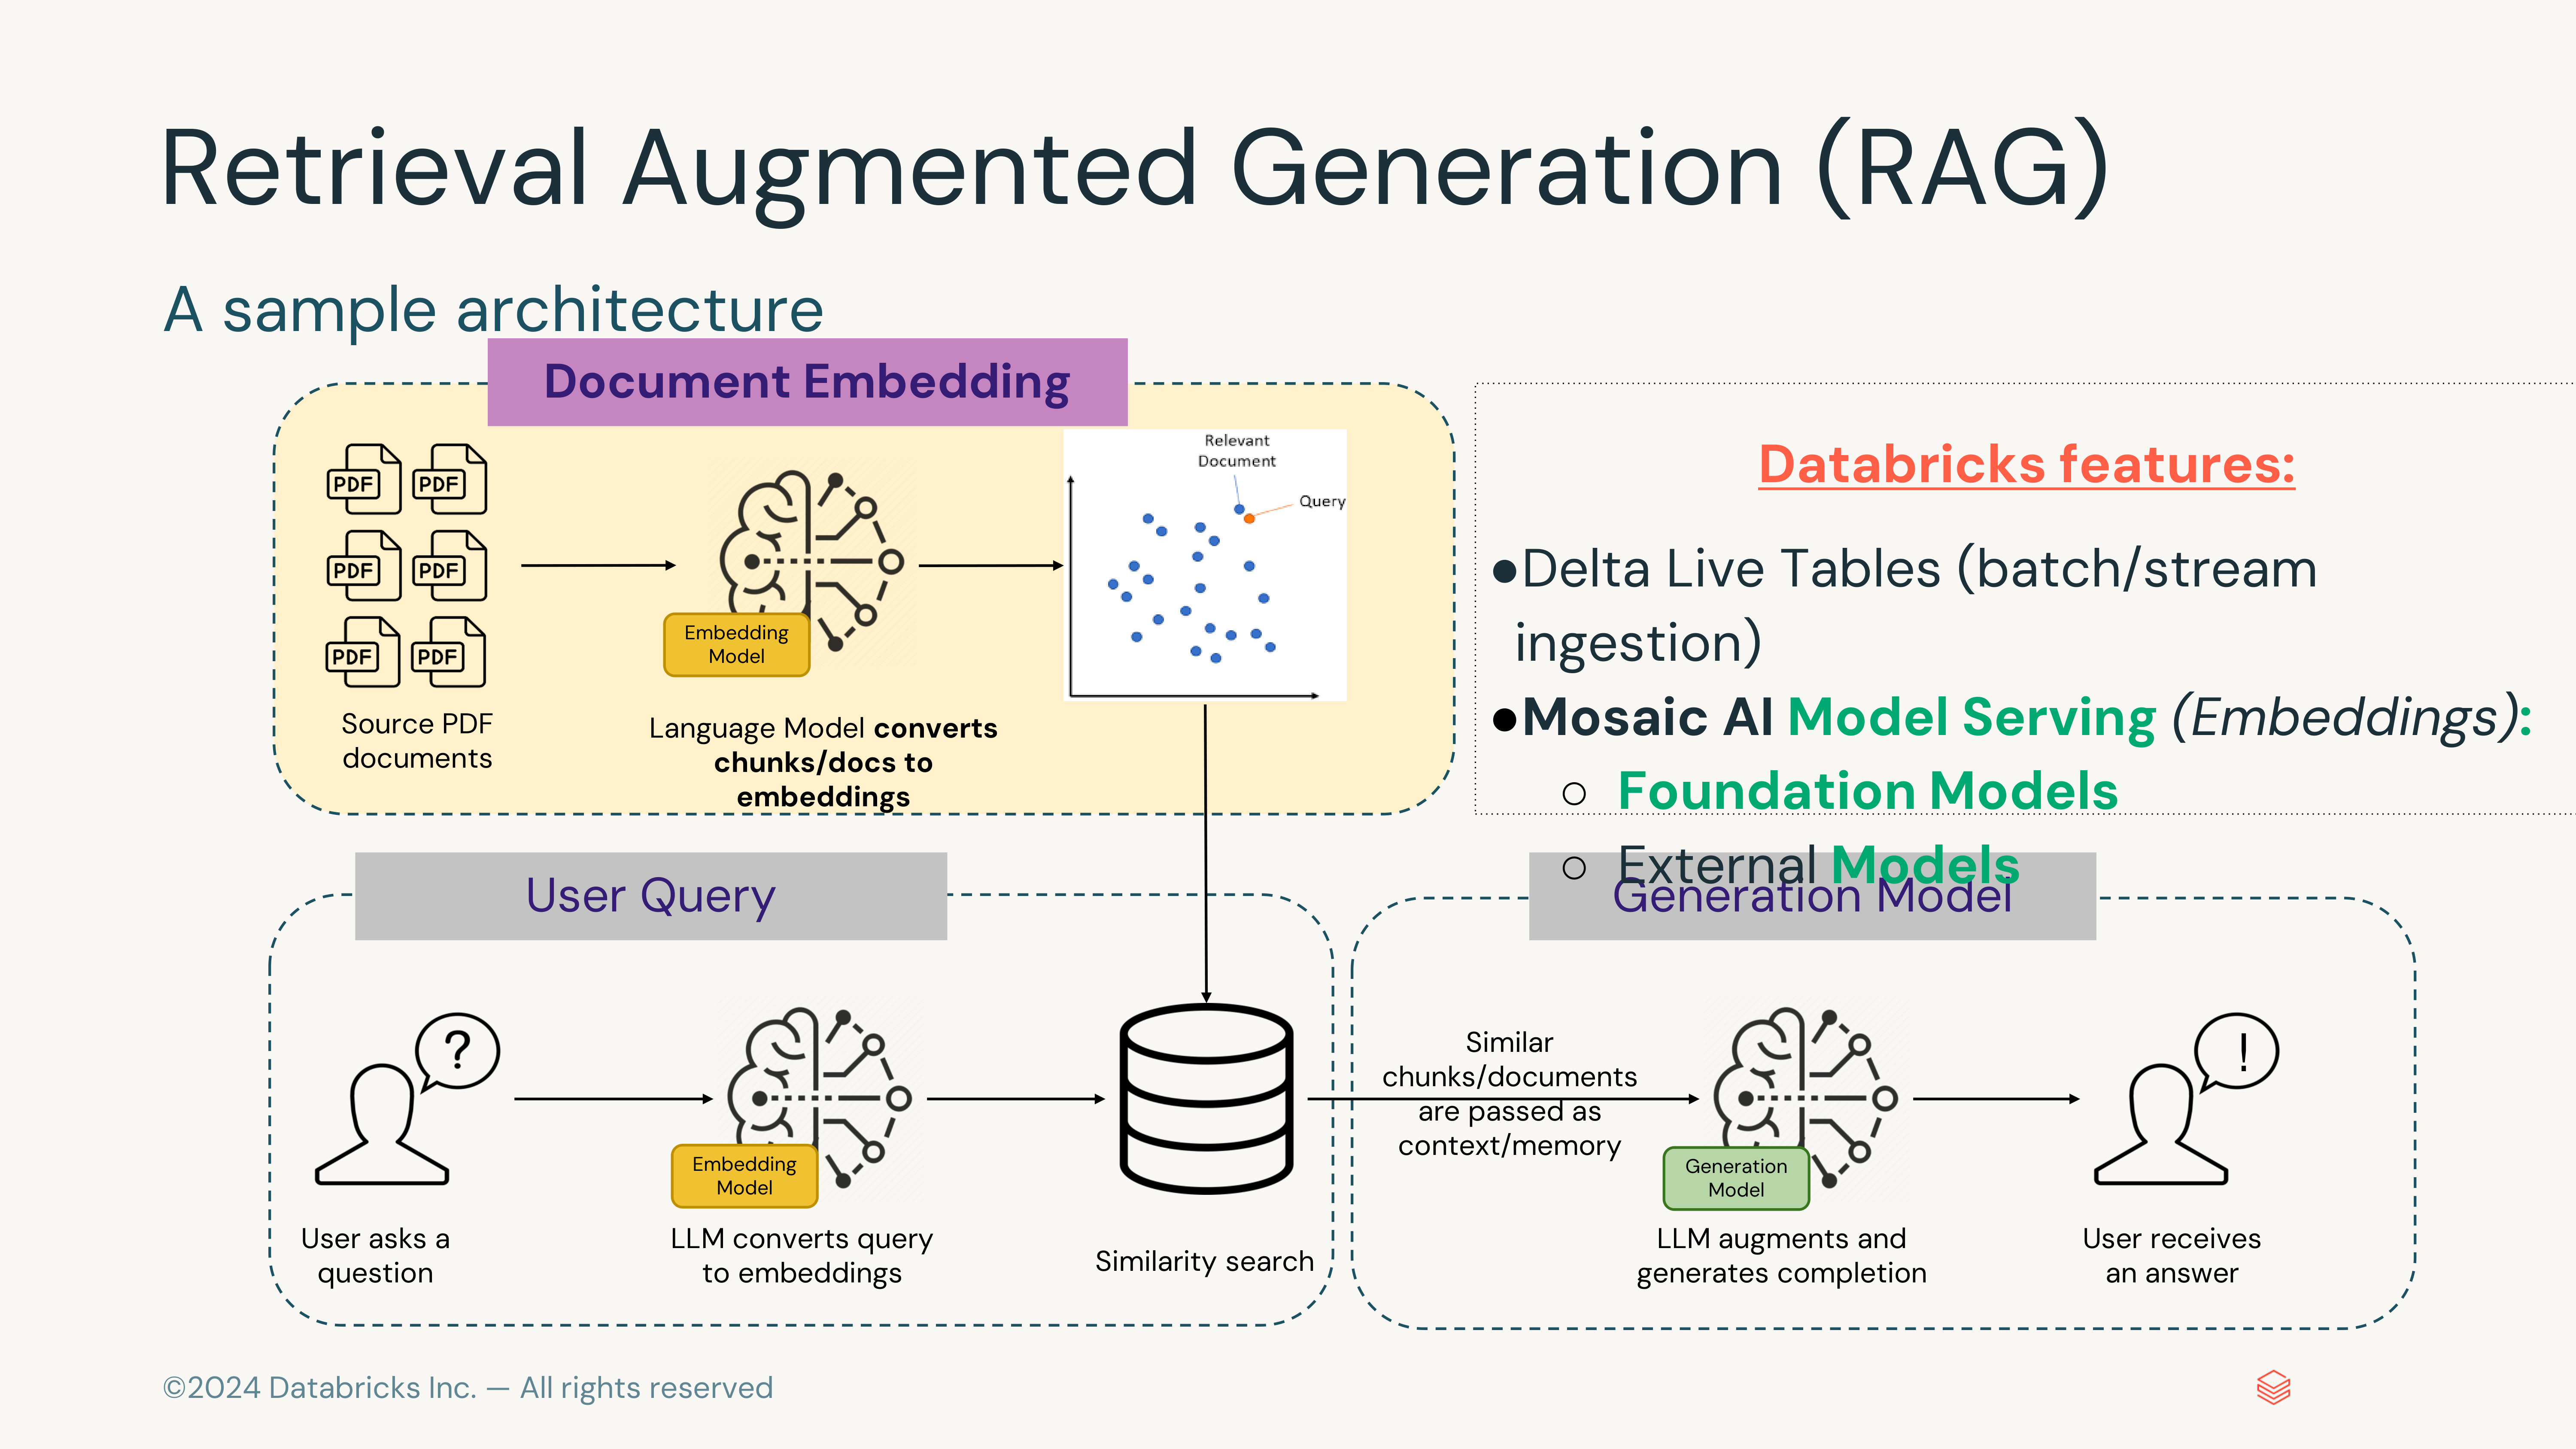 Retrieval Augmented Generation (RAG)
A sample architecture
Document Embedding
PDF PDF
PDF PDF
PDF PDF
Source PDF
documents
Embedding
Model
Language Model converts
chunks/docs to
embeddings
Relevant
Document
Query
Databricks features:
●Delta Live Tables (batch/stream
ingestion)
●Mosaic AI Model Serving (Embeddings):
○ Foundation Models
○ External Models
User Query
?
User asks a
question
Embedding
Model
LLM converts query
to embeddings
Similarity search
Generation Model
Similar
chunks/documents
are passed as
context/memory
Generation
Model
LLM augments and
generates completion
!
User receives
an answer
©2024 Databricks Inc. — All rights reserved